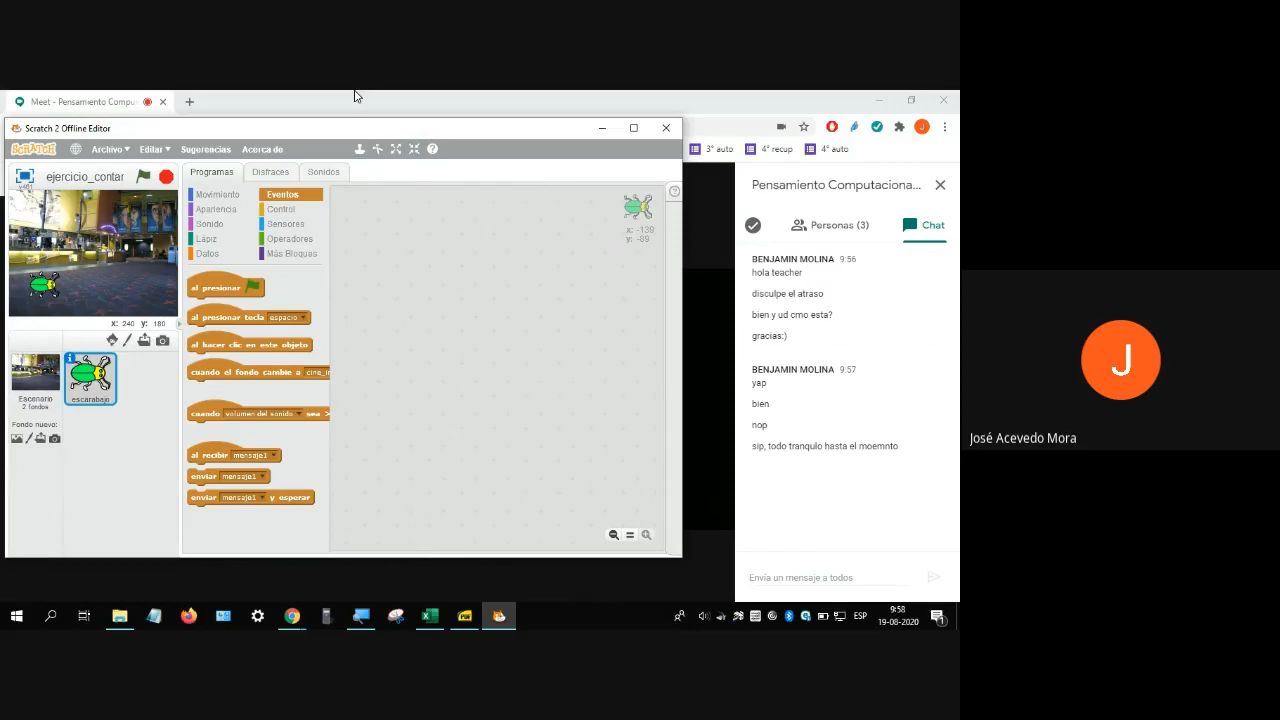 Meet - Pensamiento Compu
Scratch 2 Offline Editor
SCRATCH Archivo Editar Sugerencias Acerca de
3° auto 4° recup 4° auto
ejercicio_contar
v461
Programas Disfraces Sonidos
Movimiento Eventos
Apariencia Control
Sonido Sensores
Lápiz Operadores
Datos Más Bloques
al presionar
al presionar tecla espacio
al hacer clic en este objeto
cuando el fondo cambie a
cuando volumen del sonido sea >
al recibir mensaje1
enviar mensaje1
enviar mensaje1 y esperar
x: 240 y: 180
Escenario
2 fondos
Fondo nuevo:
escarabajo
x: -139
y: -89
Pensamiento Computaciona...
Personas (3) Chat
BENJAMIN MOLINA 9:56
hola teacher
disculpe el atraso
bien y ud cmo esta?
gracias:)
BENJAMIN MOLINA 9:57
yap
bien
nop
sip, todo tranqulo hasta el moemnto
Envía un mensaje a todos
J
José Acevedo Mora
ESP
9:58
19-08-2020